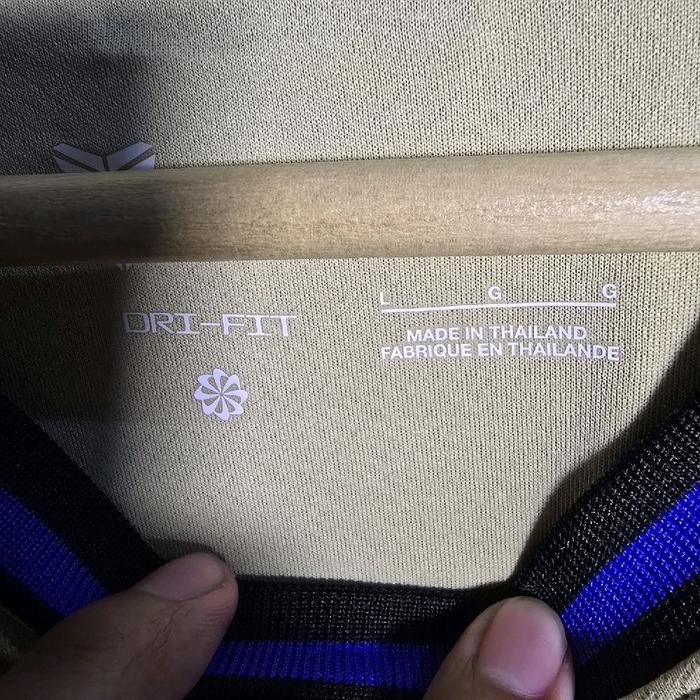 L G G
DRI-FIT
MADE IN THAILAND
FABRIQUE EN THAILANDE